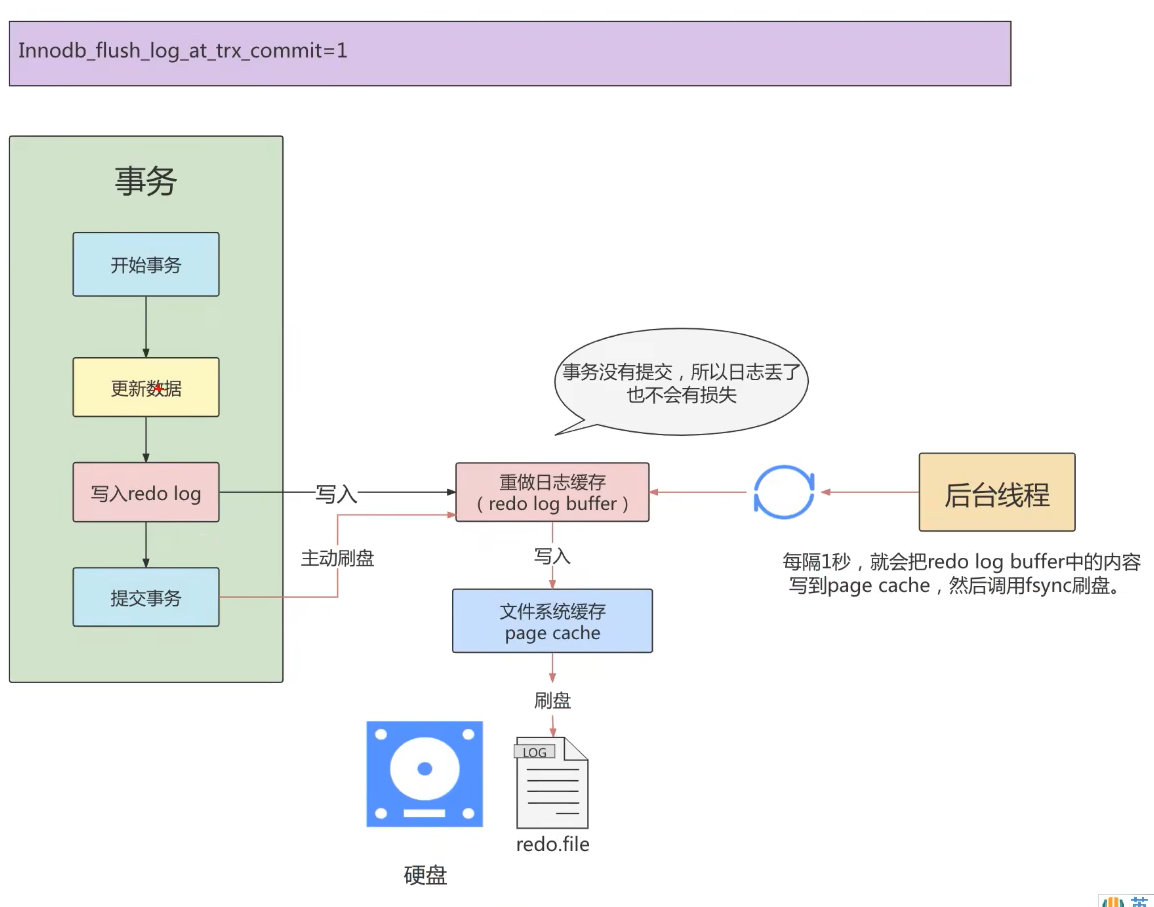 Innodb_flush_log_at_trx_commit=1
事务
开始事务
更新数据
写入redo log
提交事务
写入
主动刷盘
事务没有提交，所以日志丢了
也不会有损失
重做日志缓存
（redo log buffer）
后台线程
每隔1秒，就会把redo log buffer中的内容
写到page cache，然后调用fsync刷盘。
写入
文件系统缓存
page cache
刷盘
LOG
redo.file
硬盘
英